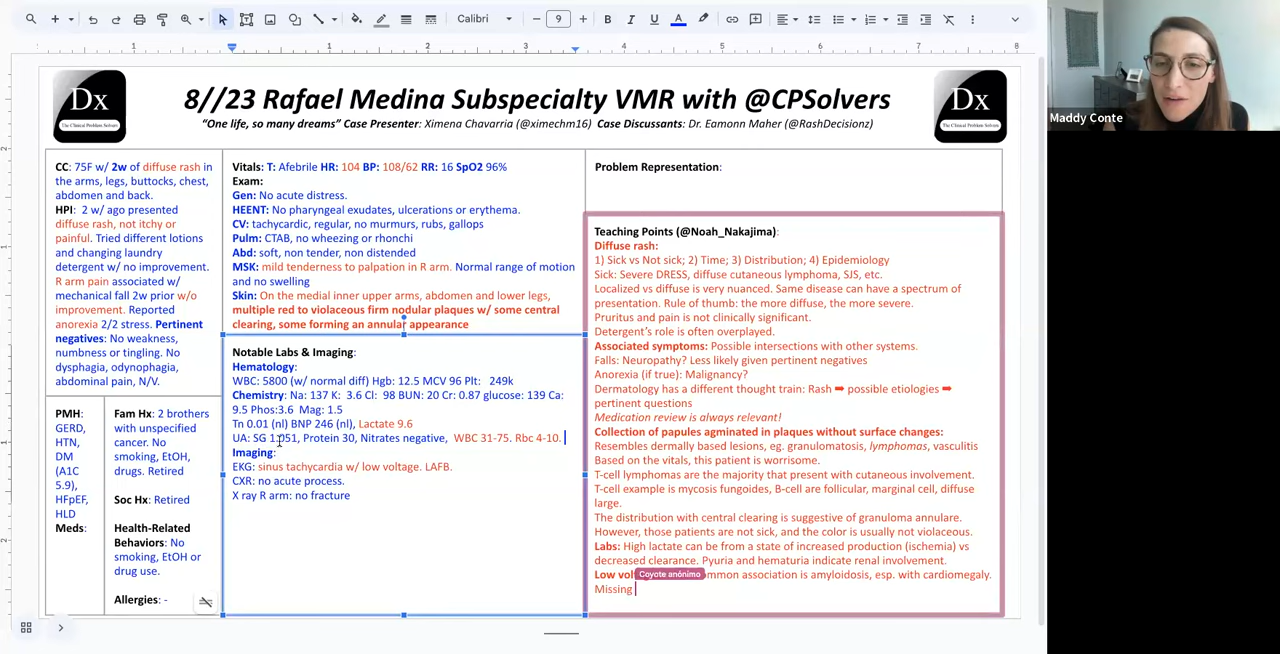 Calibri
9
B I U A
1 1 2 3 4 5 6 7 8
Dx
The Clinical Problem Solvers
8//23 Rafael Medina Subspecialty VMR with @CPSolvers
“One life, so many dreams” Case Presenter: Ximena Chavarria (@ximechm16) Case Discussants: Dr. Eamonn Maher (@RashDecisionz)
Dx
The Clinical Problem Solvers
CC: 75F w/ 2w of diffuse rash in
the arms, legs, buttocks, chest,
abdomen and back.
HPI: 2 w/ ago presented
diffuse rash, not itchy or
painful. Tried different lotions
and changing laundry
detergent w/ no improvement.
R arm pain associated w/
mechanical fall 2w prior w/o
improvement. Reported
anorexia 2/2 stress. Pertinent
negatives: No weakness,
numbness or tingling. No
dysphagia, odynophagia,
abdominal pain, N/V.
PMH:
GERD,
HTN,
DM
(A1C
5.9),
HFpEF,
HLD
Meds:
Fam Hx: 2 brothers
with unspecified
cancer. No
smoking, EtOH,
drugs. Retired
Soc Hx: Retired
Health-Related
Behaviors: No
smoking, EtOH or
drug use.
Allergies: -
Vitals: T: Afebrile HR: 104 BP: 108/62 RR: 16 SpO2 96%
Exam:
Gen: No acute distress.
HEENT: No pharyngeal exudates, ulcerations or erythema.
CV: tachycardic, regular, no murmurs, rubs, gallops
Pulm: CTAB, no wheezing or rhonchi
Abd: soft, non tender, non distended
MSK: mild tenderness to palpation in R arm. Normal range of motion
and no swelling
Skin: On the medial inner upper arms, abdomen and lower legs,
multiple red to violaceous firm nodular plaques w/ some central
clearing, some forming an annular appearance
Notable Labs & Imaging:
Hematology:
WBC: 5800 (w/ normal diff) Hgb: 12.5 MCV 96 Plt: 249k
Chemistry: Na: 137 K: 3.6 Cl: 98 BUN: 20 Cr: 0.87 glucose: 139 Ca:
9.5 Phos:3.6 Mag: 1.5
Tn 0.01 (nl) BNP 246 (nl), Lactate 9.6
UA: SG 1.051, Protein 30, Nitrates negative, WBC 31-75. Rbc 4-10.
Imaging:
EKG: sinus tachycardia w/ low voltage. LAFB.
CXR: no acute process.
X ray R arm: no fracture
Problem Representation:
Teaching Points (@Noah_Nakajima):
Diffuse rash:
1) Sick vs Not sick; 2) Time; 3) Distribution; 4) Epidemiology
Sick: Severe DRESS, diffuse cutaneous lymphoma, SJS, etc.
Localized vs diffuse is very nuanced. Same disease can have a spectrum of
presentation. Rule of thumb: the more diffuse, the more severe.
Pruritus and pain is not clinically significant.
Detergent’s role is often overplayed.
Associated symptoms: Possible intersections with other systems.
Falls: Neuropathy? Less likely given pertinent negatives
Anorexia (if true): Malignancy?
Dermatology has a different thought train: Rash ➡ possible etiologies ➡
pertinent questions
Medication review is always relevant!
Collection of papules agminated in plaques without surface changes:
Resembles dermally based lesions, eg. granulomatosis, lymphomas, vasculitis
Based on the vitals, this patient is worrisome.
T-cell lymphomas are the majority that present with cutaneous involvement.
T-cell example is mycosis fungoides, B-cell are follicular, marginal cell, diffuse
large.
The distribution with central clearing is suggestive of granuloma annulare.
However, those patients are not sick, and the color is usually not violaceous.
Labs: High lactate can be from a state of increased production (ischemia) vs
decreased clearance. Pyuria and hematuria indicate renal involvement.
Low vol Coyote anónimo mmon association is amyloidosis, esp. with cardiomegaly.
Missing
Maddy Conte